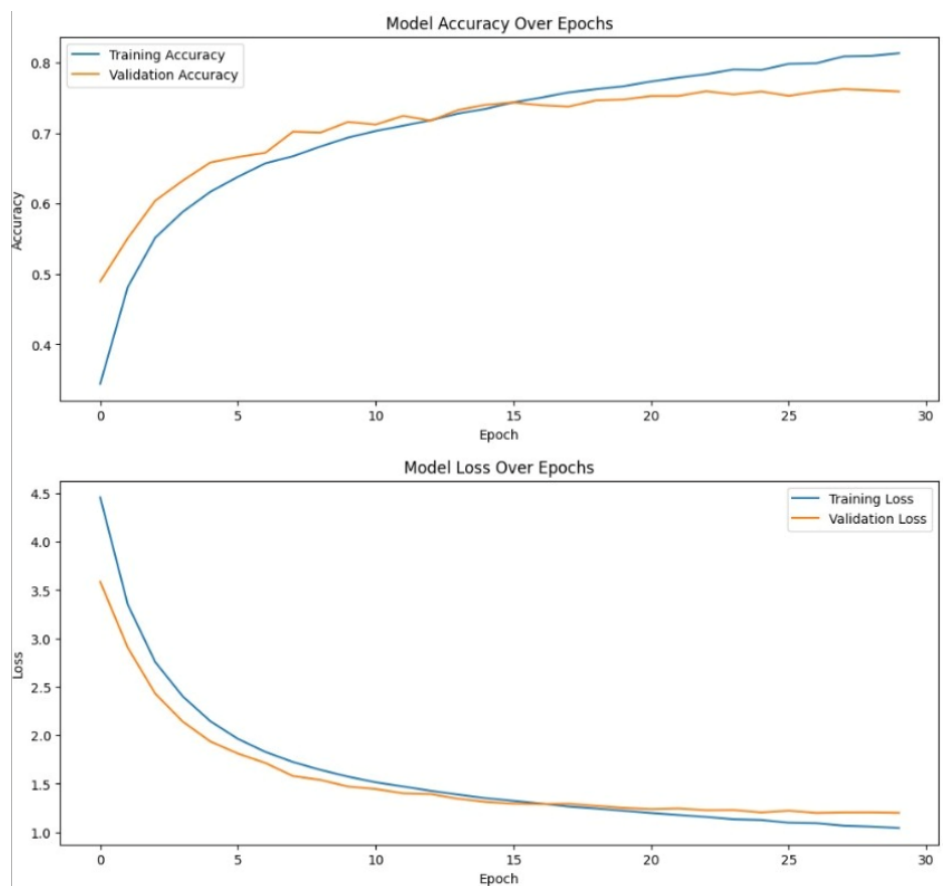 Model Accuracy Over Epochs
Training Accuracy
Validation Accuracy
0.8
0.7
0.6
0.5
0.4
Accuracy
0 5 10 15 20 25 30
Epoch
Model Loss Over Epochs
Training Loss
Validation Loss
4.5
4.0
3.5
3.0
2.5
2.0
1.5
1.0
Loss
0 5 10 15 20 25 30
Epoch